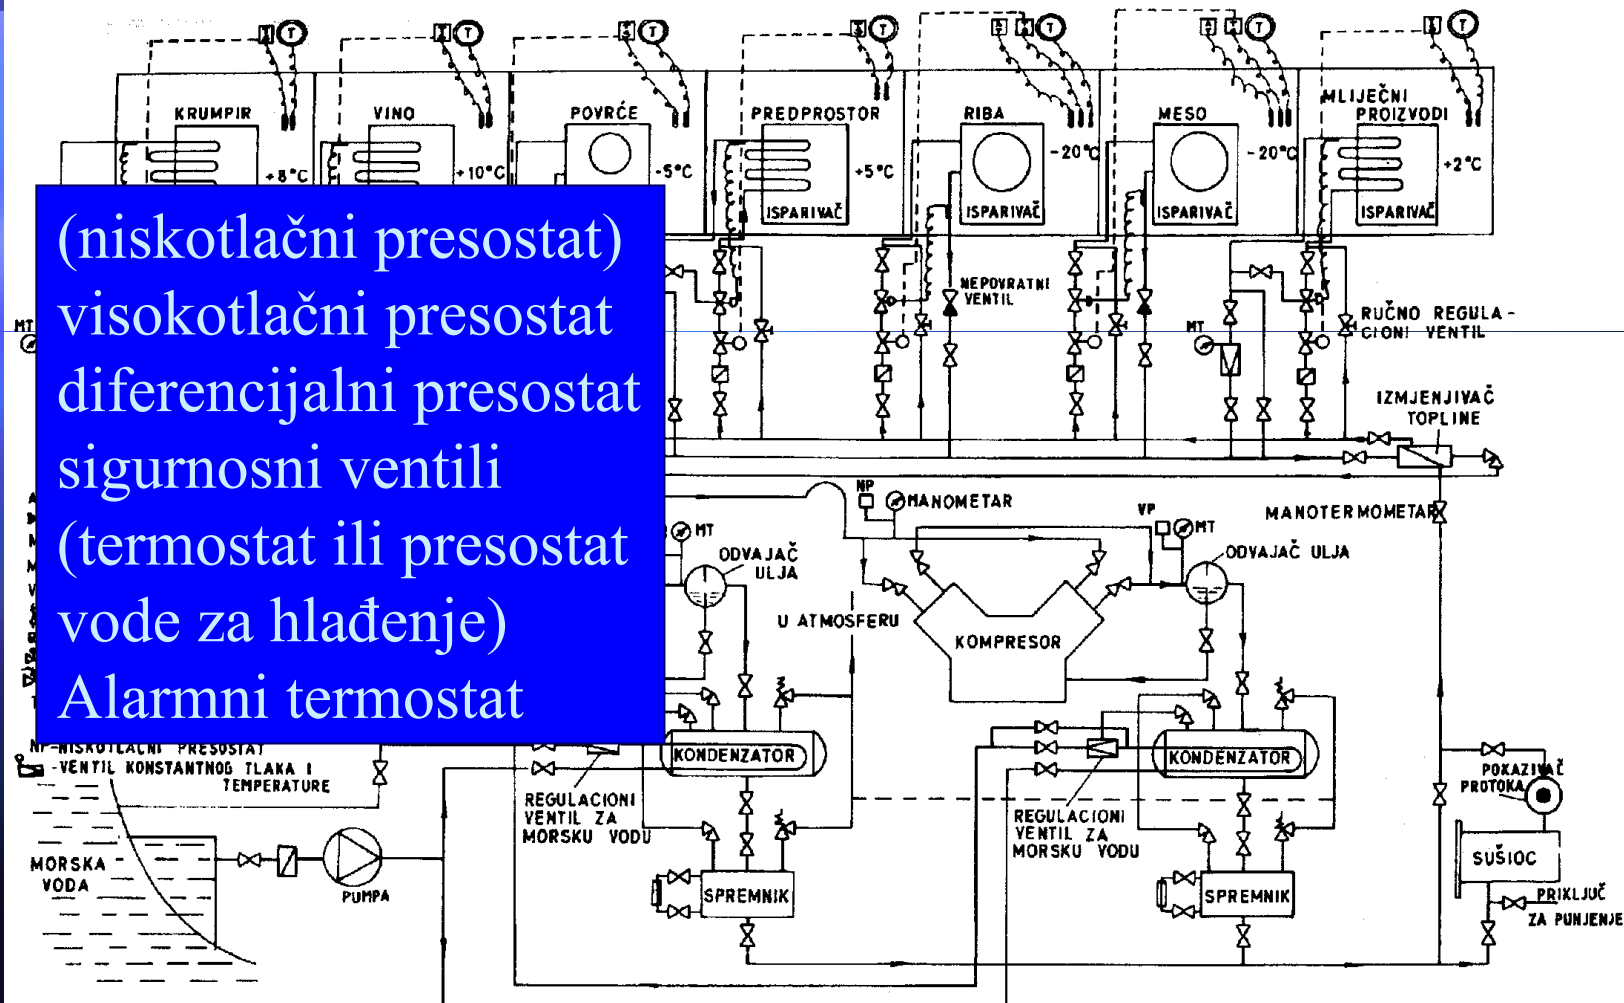 T
T
T
T
T
T
T
KRUMPIR
VINO
POVRĆE
PREDPROSTOR
RIBA
MESO
MLIJEČNI
PROIZVODI
+8°C
+10°C
-5°C
+5°C
-20°C
-20°C
+2°C
ISPARIVAČ
ISPARIVAČ
ISPARIVAČ
ISPARIVAČ
(niskotlačni presostat)
visokotlačni presostat
diferencijalni presostat
sigurnosni ventili
(termostat ili presostat
vode za hlađenje)
Alarmni termostat
MT
NEPOVRATNI
VENTIL
MT
RUČNO REGULA-
CIONI VENTIL
IZMJENJIVAČ
TOPLINE
NP
MANOMETAR
VP
MT
MANOTERMOMETAR
MT
ODVAJAČ
ULJA
ODVAJAČ ULJA
U ATMOSFERU
KOMPRESOR
NP-NISKOTLAČNI PRESOSTAT
-VENTIL KONSTANTNOG TLAKA I
TEMPERATURE
KONDENZATOR
KONDENZATOR
REGULACIONI
VENTIL ZA
MORSKU VODU
REGULACIONI
VENTIL ZA
MORSKU VODU
POKAZIVAČ
PROTOKA
MORSKA
VODA
PUMPA
SPREMNIK
SPREMNIK
SUŠIOC
PRIKLJUČ
ZA PUNJENJE